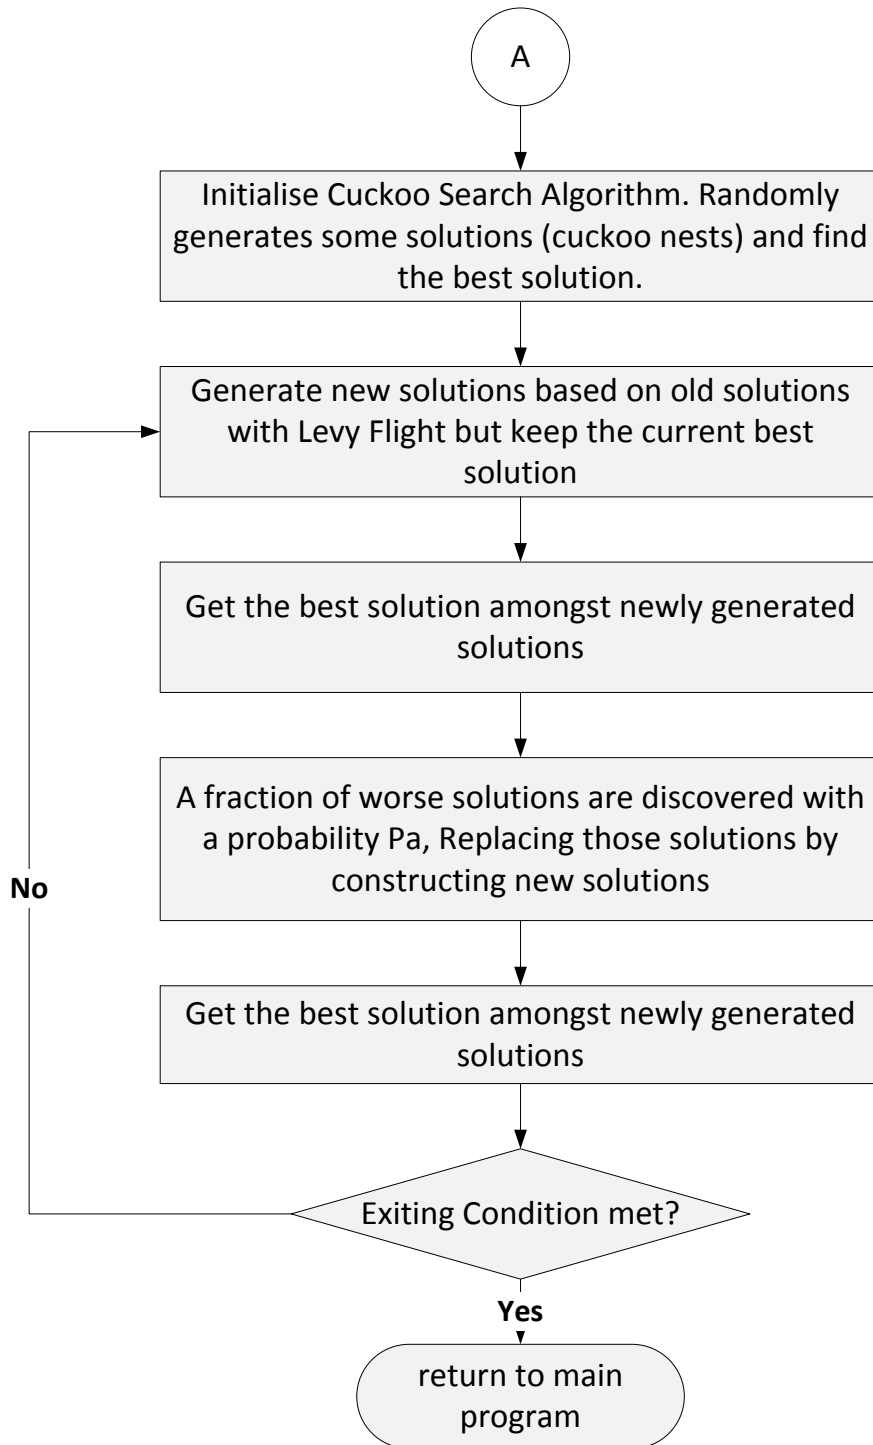 A
Initialise Cuckoo Search Algorithm. Randomly
generates some solutions (cuckoo nests) and find
the best solution.
Generate new solutions based on old solutions
with Levy Flight but keep the current best
solution
Get the best solution amongst newly generated
solutions
A fraction of worse solutions are discovered with
a probability Pa, Replacing those solutions by
constructing new solutions
No
Get the best solution amongst newly generated
solutions
Exiting Condition met?
Yes
return to main
program